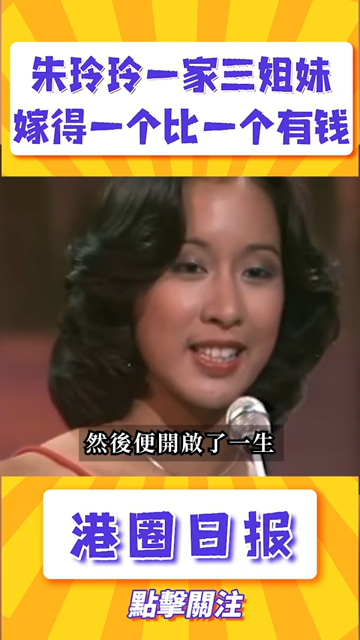 朱玲玲一家三姐妹
嫁得一个比一个有钱
然後便開啟了一生
港圈日报
點擊關注